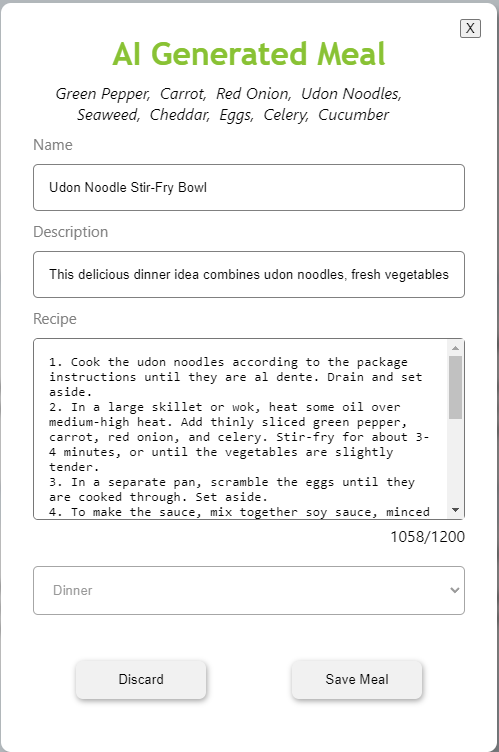 X
AI Generated Meal
Green Pepper, Carrot, Red Onion, Udon Noodles,
Seaweed, Cheddar, Eggs, Celery, Cucumber
Name
Udon Noodle Stir-Fry Bowl
Description
This delicious dinner idea combines udon noodles, fresh vegetables
Recipe
1. Cook the udon noodles according to the package
instructions until they are al dente. Drain and set
aside.
2. In a large skillet or wok, heat some oil over
medium-high heat. Add thinly sliced green pepper,
carrot, red onion, and celery. Stir-fry for about 3-
4 minutes, or until the vegetables are slightly
tender.
3. In a separate pan, scramble the eggs until they
are cooked through. Set aside.
4. To make the sauce, mix together soy sauce, minced
1058/1200
Dinner
Discard
Save Meal